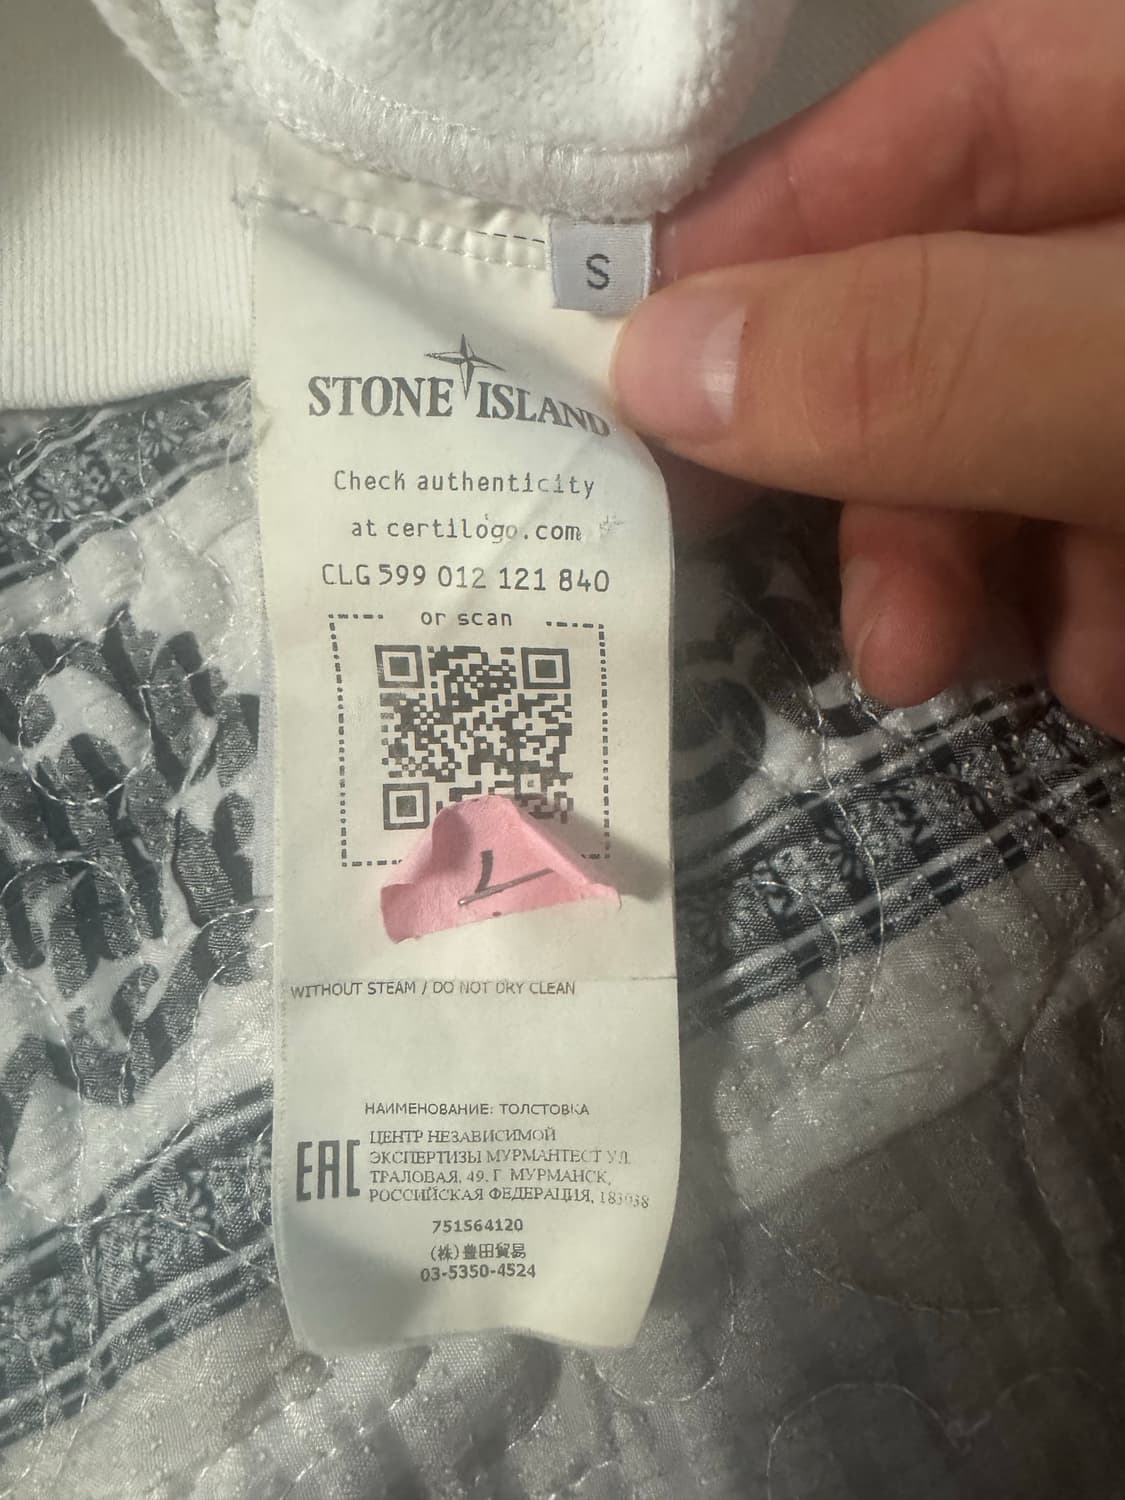 S
STONE ISLAND
Check authenticity
at certilogo.com
CLG 599 012 121 840
or scan
WITHOUT STEAM / DO NOT DRY CLEAN
НАИМЕНОВАНИЕ: ТОЛСТОВКА
EAC
ЦЕНТР НЕЗАВИСИМОЙ
ЭКСПЕРТИЗЫ МУРМАНТЕСТ УЛ.
ТРАЛОВАЯ, 49, Г. МУРМАНСК,
РОССИЙСКАЯ ФЕДЕРАЦИЯ, 183038
751564120
(株)豊田貿易
03-5350-4524